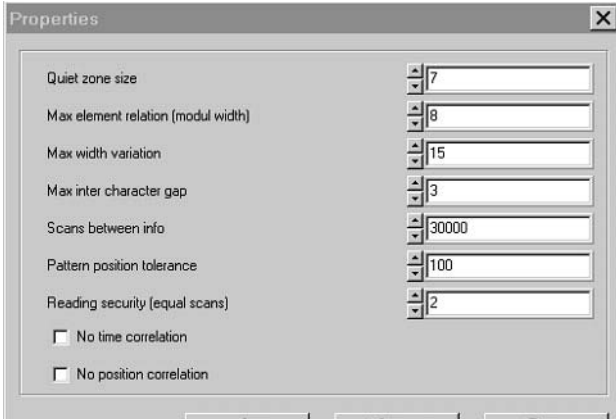 Properties
Quiet zone size 7
Max element relation (modul width) 8
Max width variation 15
Max inter character gap 3
Scans between info 30000
Pattern position tolerance 100
Reading security (equal scans) 2
No time correlation
No position correlation